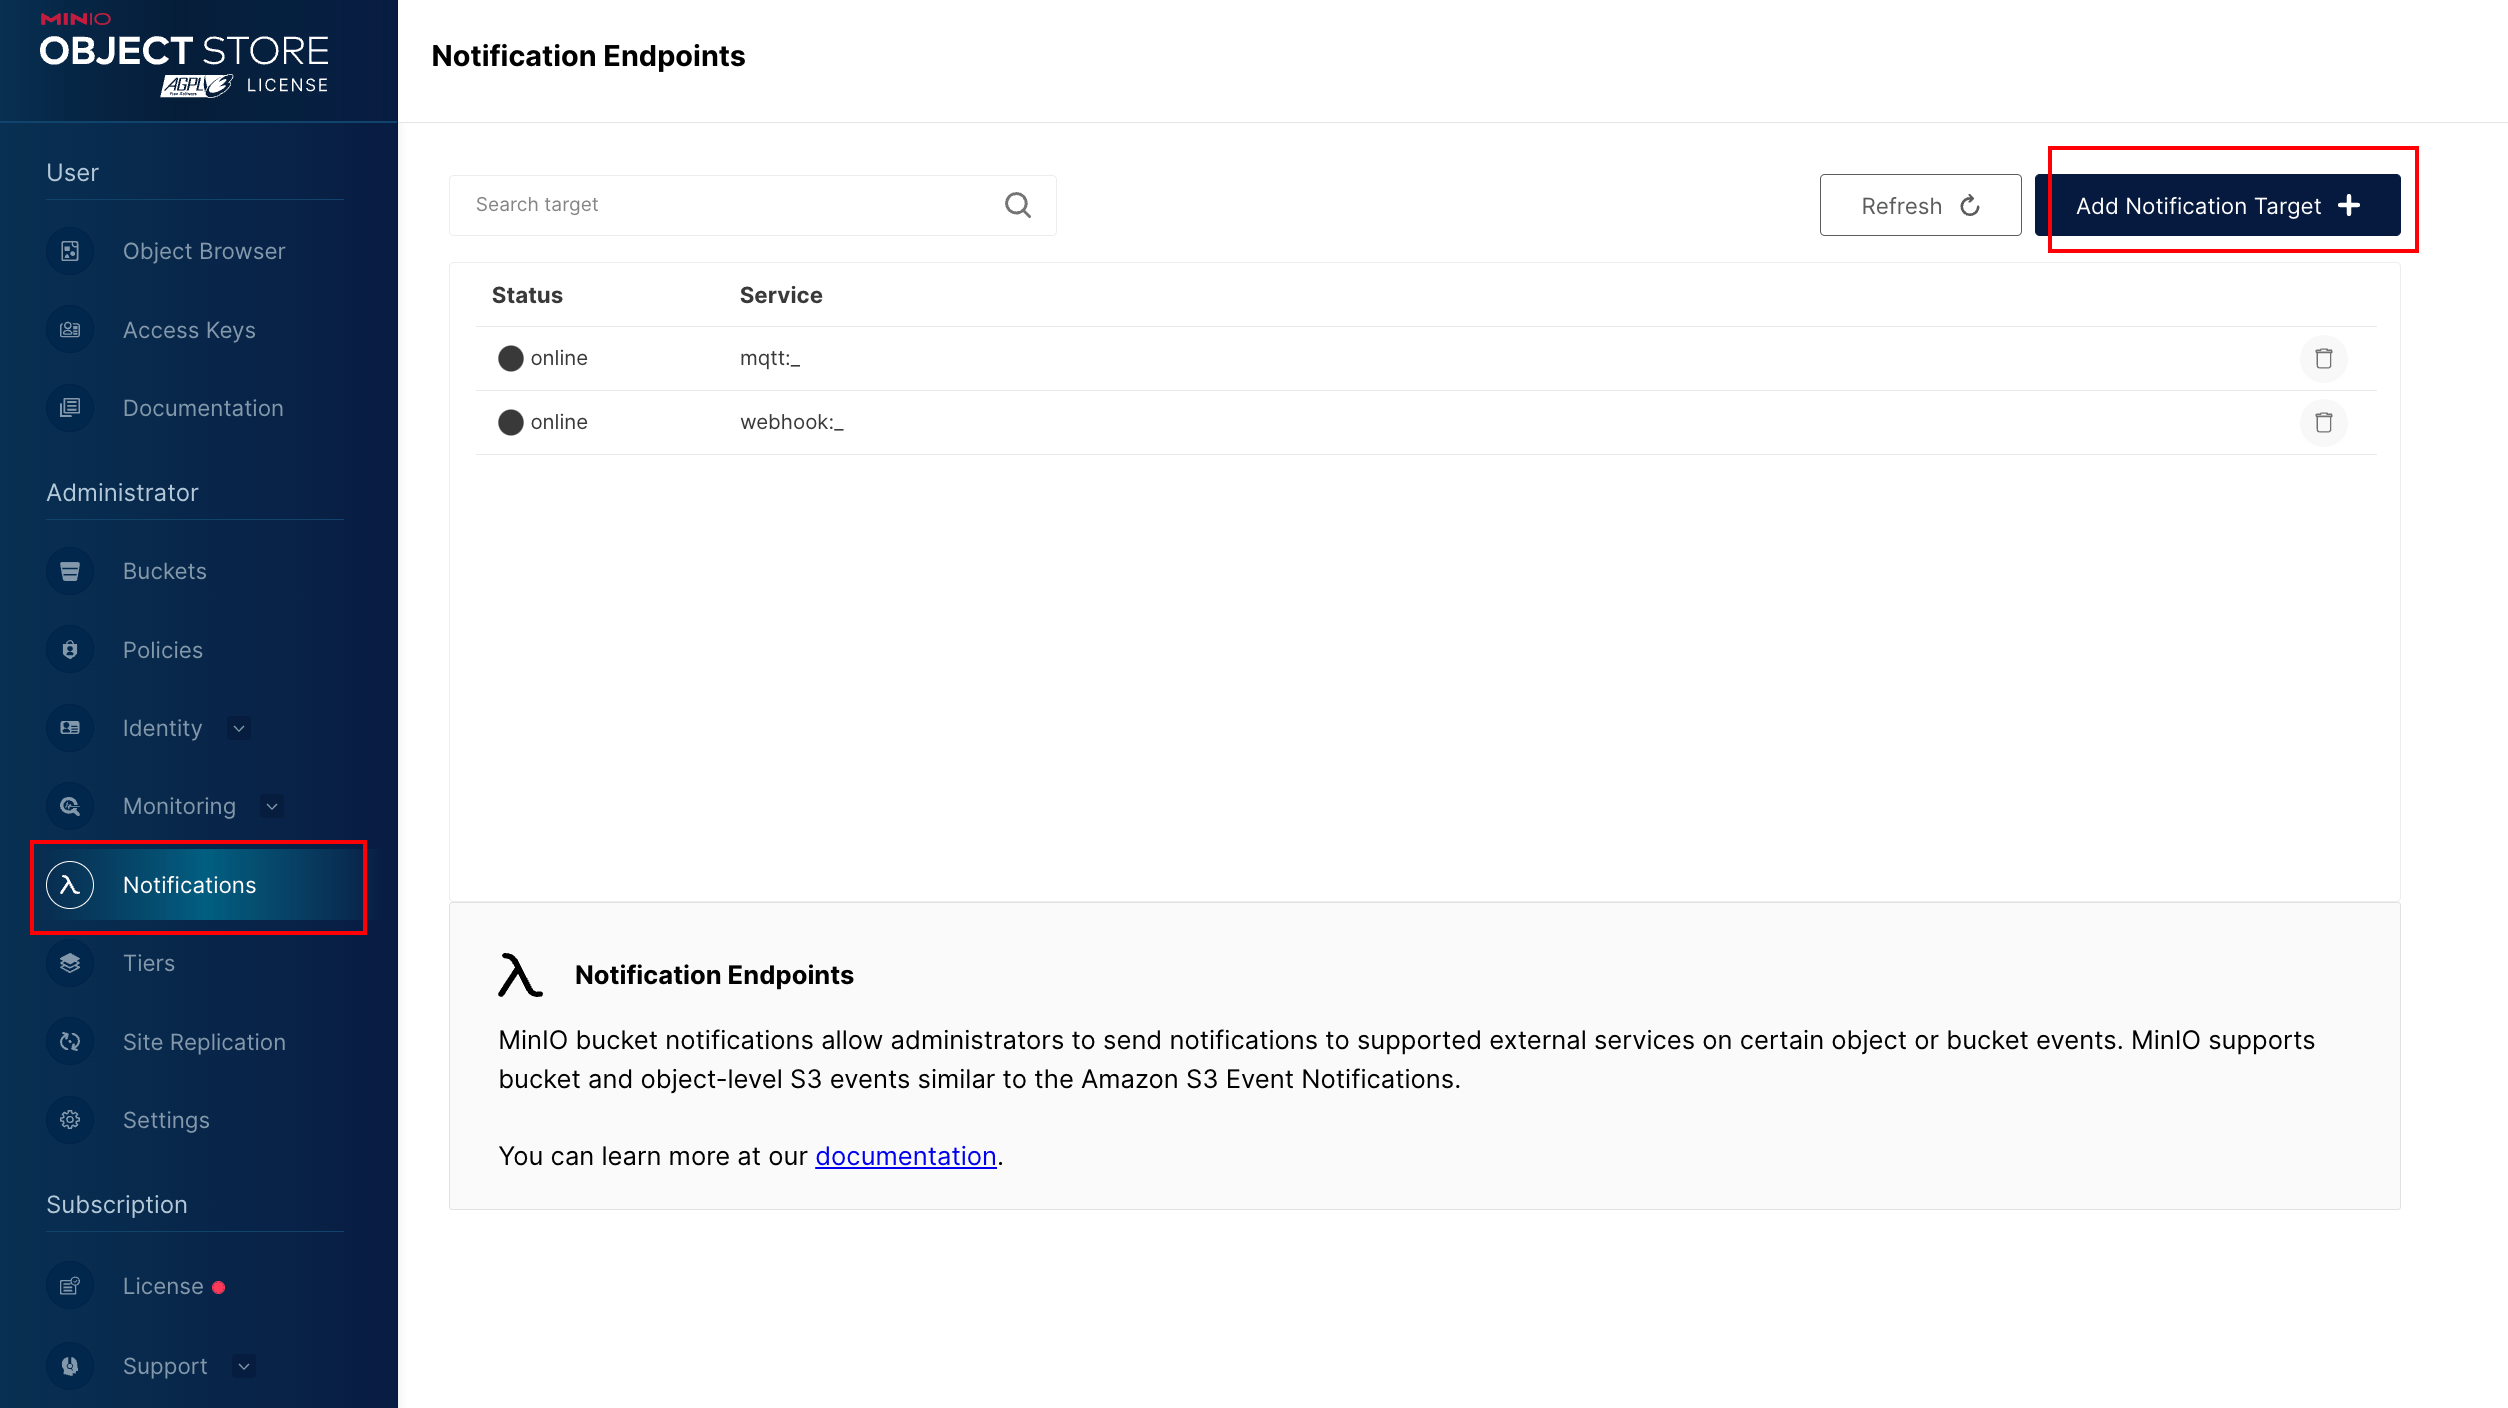 MINIO
OBJECT STORE
AGPL v3 LICENSE
User
Object Browser
Access Keys
Documentation
Administrator
Buckets
Policies
Identity
Monitoring
Notifications
Tiers
Site Replication
Settings
Subscription
License
Support
Notification Endpoints
Search target
Refresh
Add Notification Target
Status Service
online mqtt:_
online webhook:_
Notification Endpoints
MinIO bucket notifications allow administrators to send notifications to supported external services on certain object or bucket events. MinIO supports
bucket and object-level S3 events similar to the Amazon S3 Event Notifications.
You can learn more at our documentation.